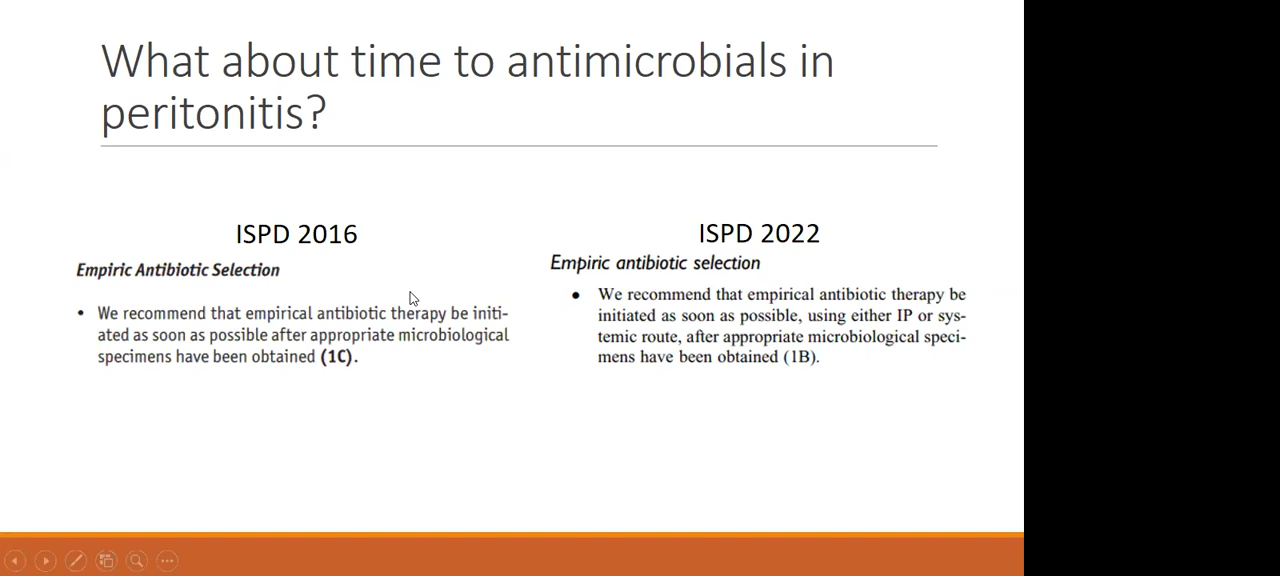 What about time to antimicrobials in
peritonitis?
ISPD 2016
Empiric Antibiotic Selection
• We recommend that empirical antibiotic therapy be initi-
ated as soon as possible after appropriate microbiological
specimens have been obtained (1C).
ISPD 2022
Empiric antibiotic selection
• We recommend that empirical antibiotic therapy be
initiated as soon as possible, using either IP or sys-
temic route, after appropriate microbiological speci-
mens have been obtained (1B).